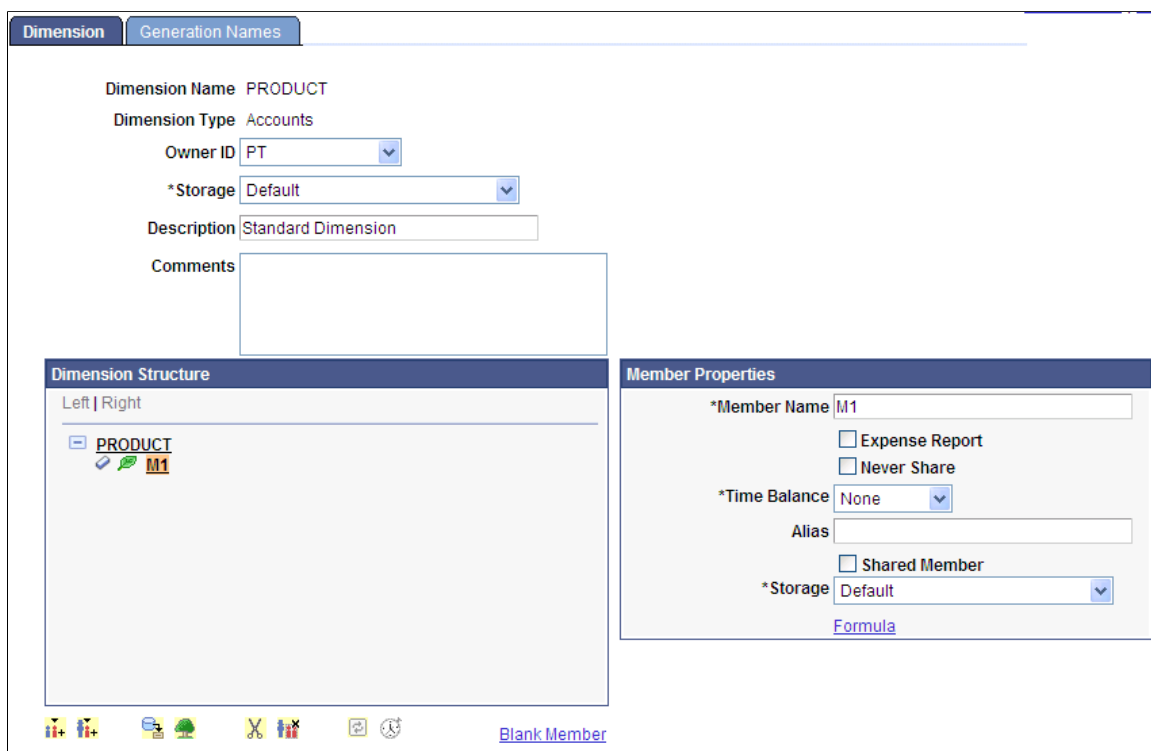 Dimension
Generation Names
Dimension Name PRODUCT
Dimension Type Accounts
Owner ID PT
*Storage Default
Description Standard Dimension
Comments
Dimension Structure
Left | Right
PRODUCT
M1
Blank Member
Member Properties
*Member Name M1
Expense Report
Never Share
*Time Balance None
Alias
Shared Member
*Storage Default
Formula